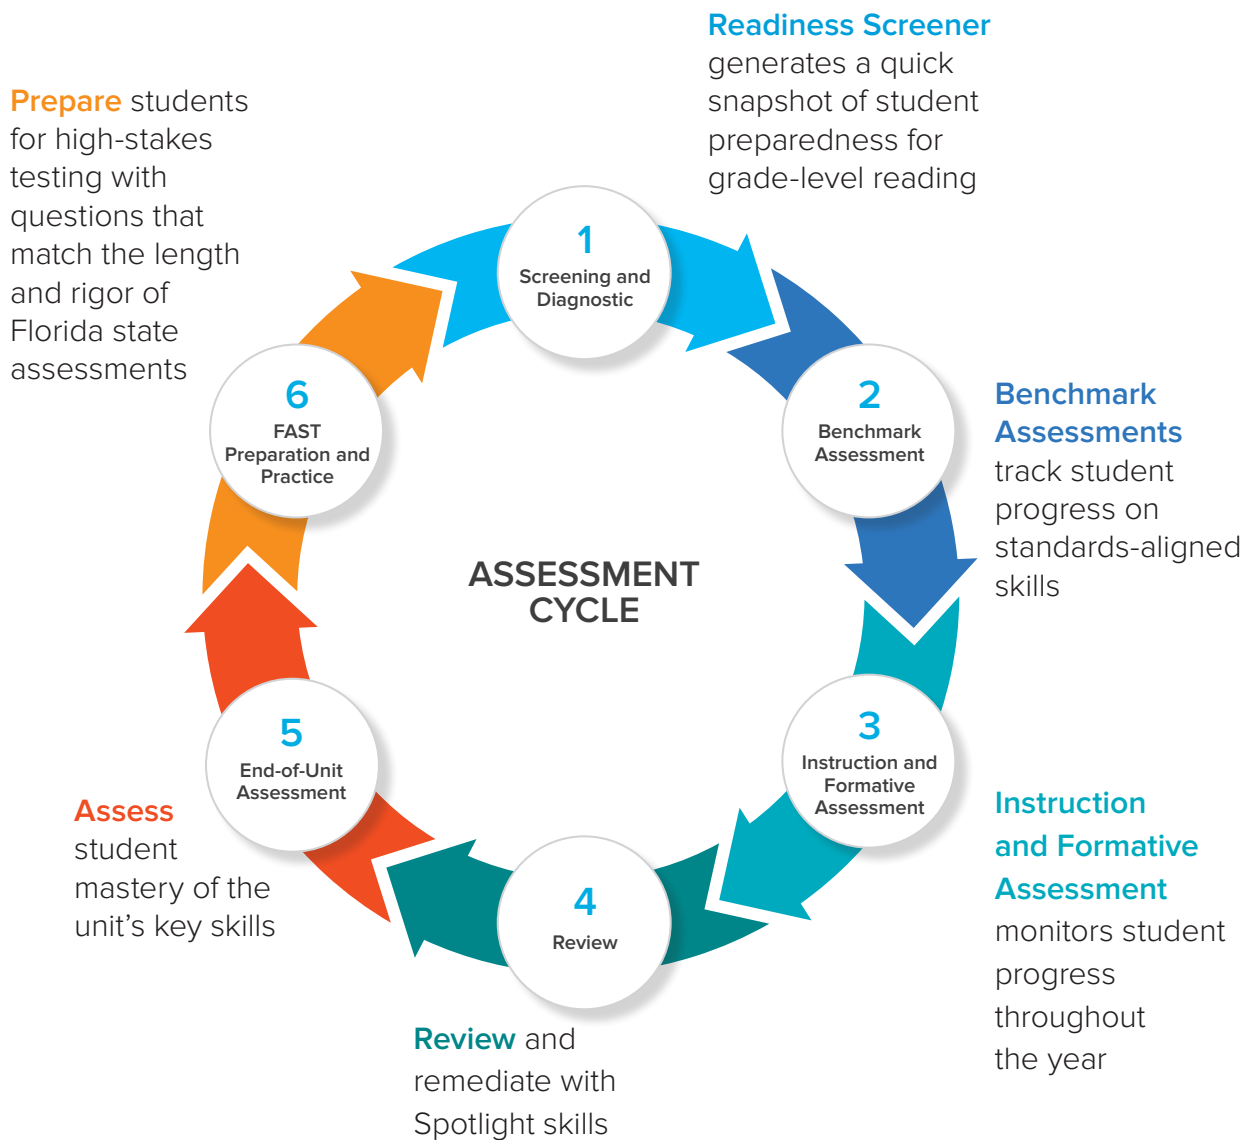 Readiness Screener
generates a quick
snapshot of student
preparedness for
grade-level reading
Prepare students
for high-stakes
testing with
questions that
match the length
and rigor of
Florida state
assessments
1
Screening and
Diagnostic
2
Benchmark
Assessment
Benchmark
Assessments
track student
progress on
standards-aligned
skills
6
FAST
Preparation and
Practice
ASSESSMENT
CYCLE
3
Instruction and
Formative
Assessment
Instruction
and Formative
Assessment
monitors student
progress
throughout
the year
5
End-of-Unit
Assessment
Assess
student
mastery of the
unit’s key skills
4
Review
Review and
remediate with
Spotlight skills